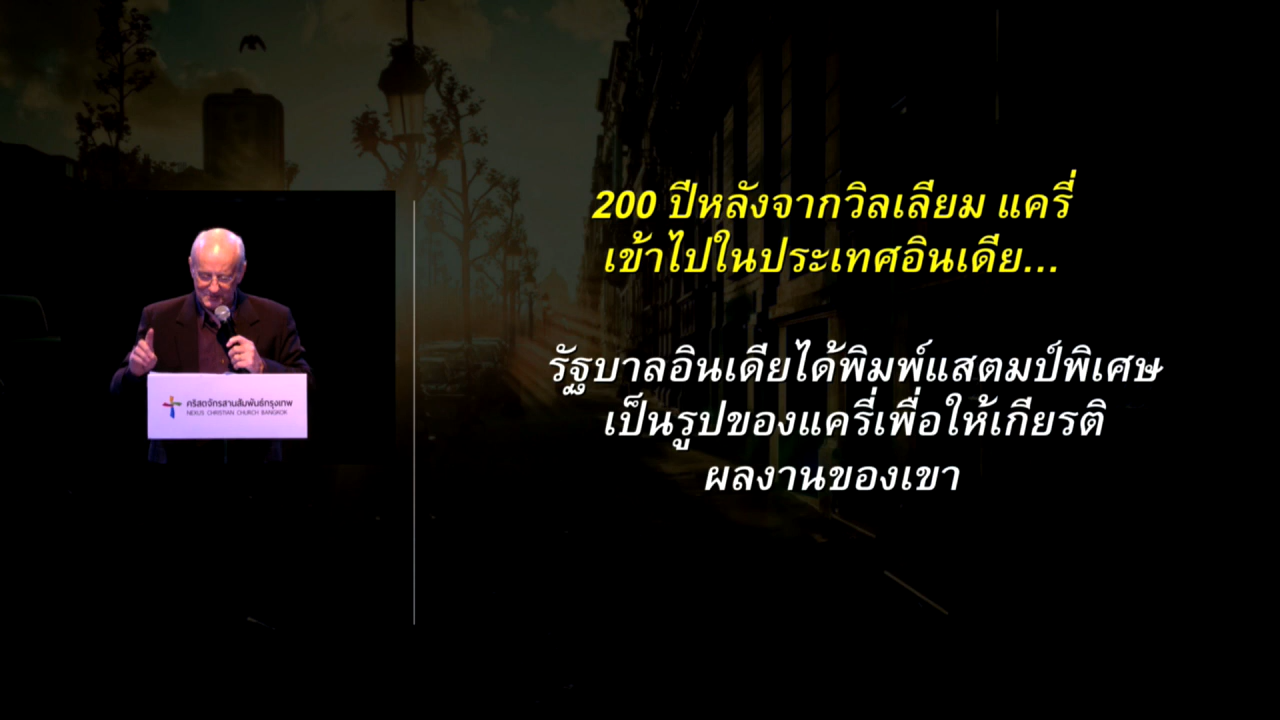 200 ปีหลังจากวิลเลียม แครี่
เข้าไปในประเทศอินเดีย...
รัฐบาลอินเดียได้พิมพ์แสตมป์พิเศษ
เป็นรูปของแครี่เพื่อให้เกียรติ
ผลงานของเขา
คริสตจักรสานสัมพันธ์กรุงเทพ
NEXUS CHRISTIAN CHURCH BANGKOK